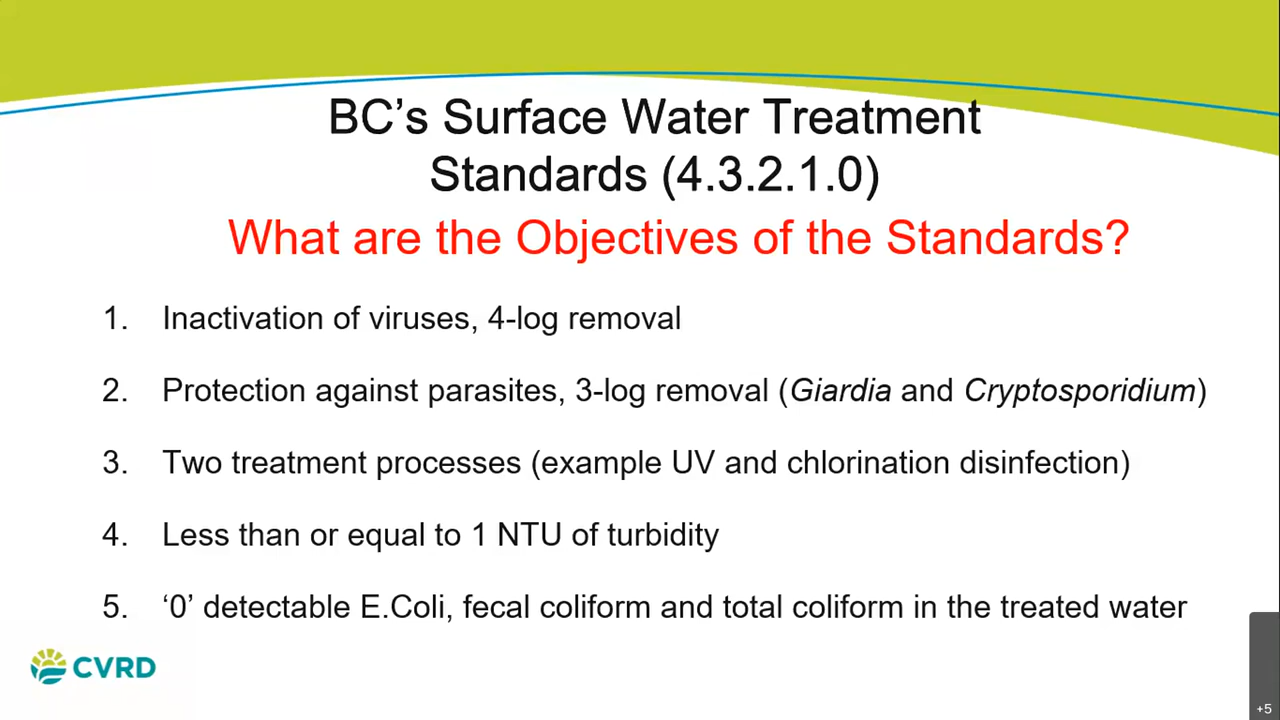 BC’s Surface Water Treatment
Standards (4.3.2.1.0)
What are the Objectives of the Standards?
1. Inactivation of viruses, 4-log removal
2. Protection against parasites, 3-log removal (Giardia and Cryptosporidium)
3. Two treatment processes (example UV and chlorination disinfection)
4. Less than or equal to 1 NTU of turbidity
5. ‘0’ detectable E.Coli, fecal coliform and total coliform in the treated water
CVRD
+5